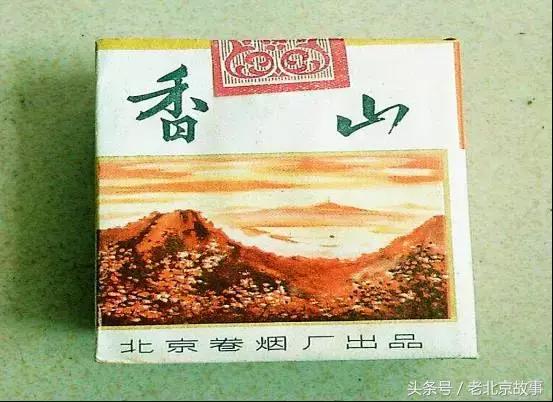 香山
北京卷烟厂出品
头条号 / 老北京故事